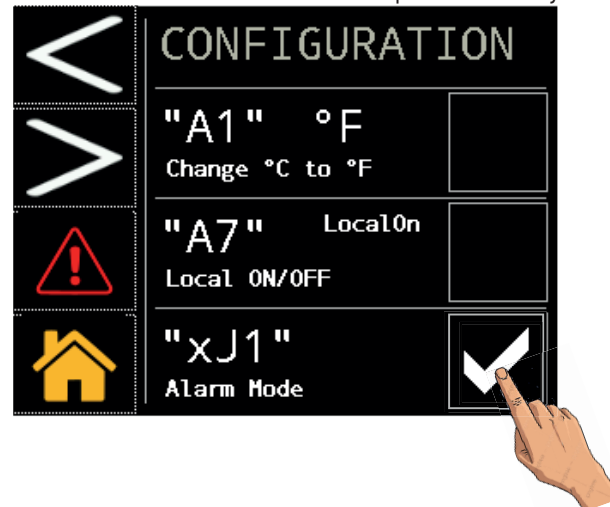 CONFIGURATION
"A1" °F
Change °C to °F
"A7" LocalOn
Local ON/OFF
"xJ1"
Alarm Mode